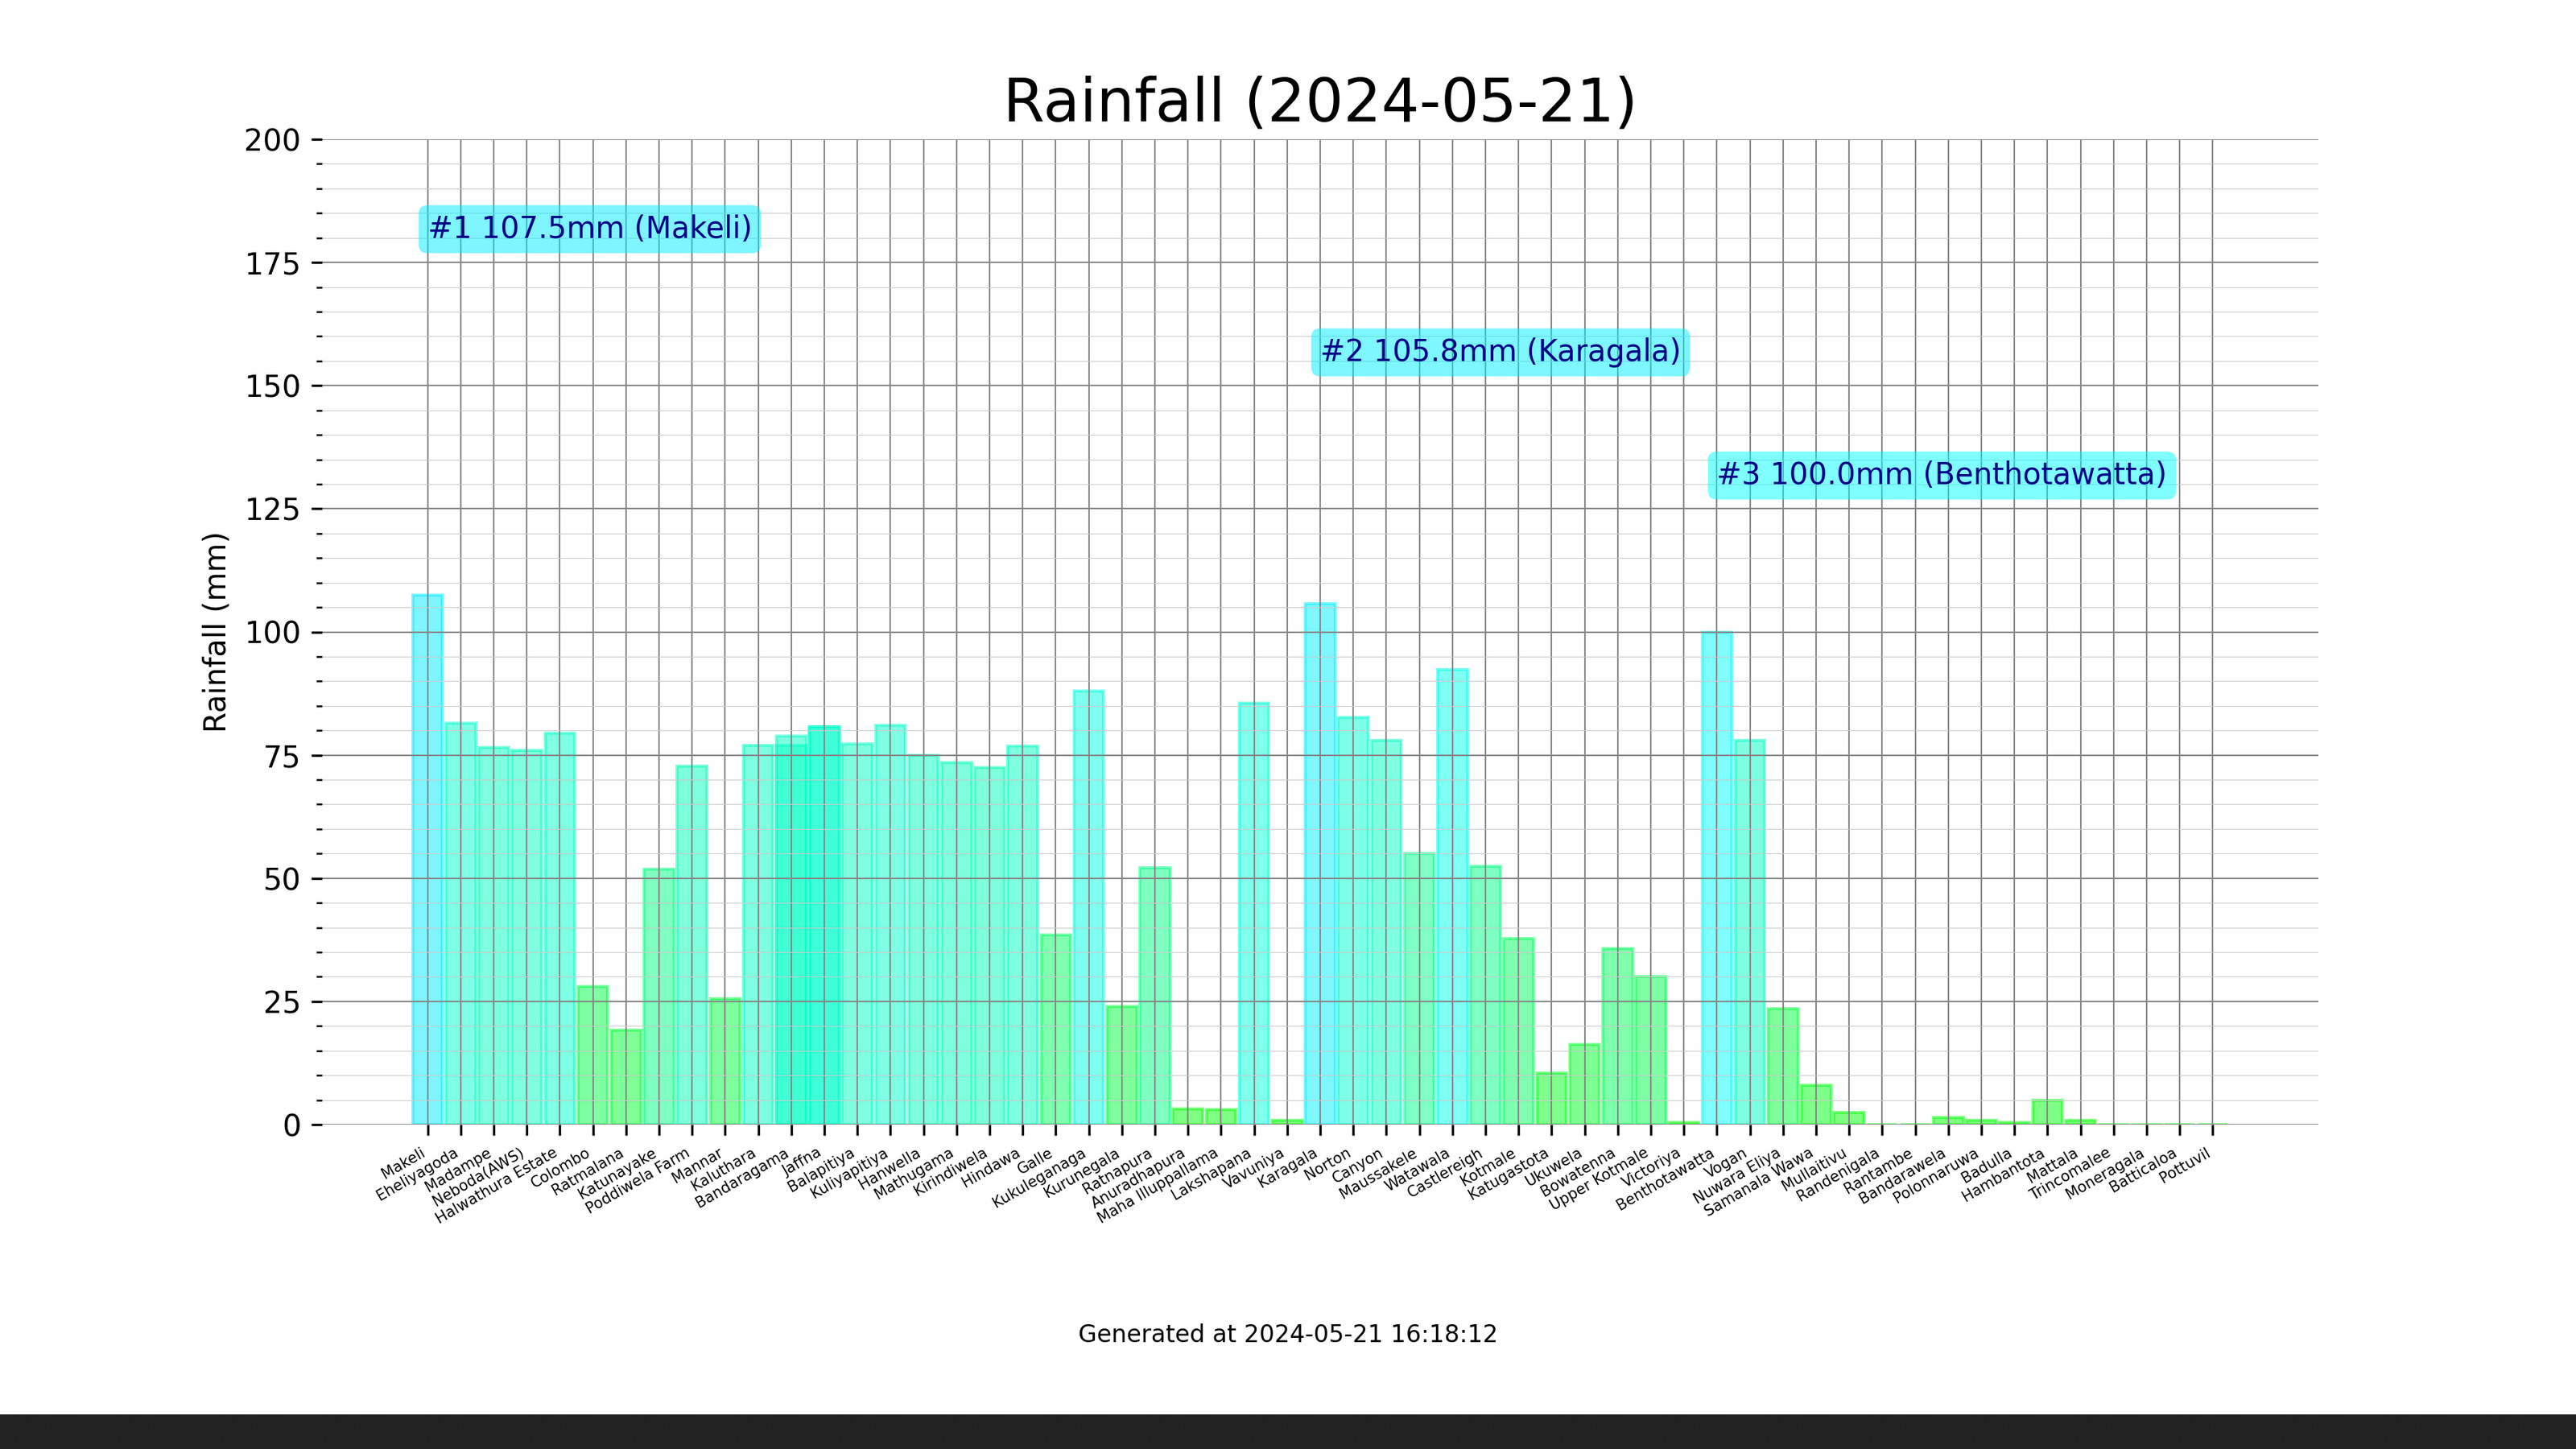 Rainfall (2024-05-21)
200
175
150
125
100
75
50
25
0
Rainfall (mm)
#1 107.5mm (Makeli)
#2 105.8mm (Karagala)
#3 100.0mm (Benthotawatta)
Makeli
Eheliyagoda
Madampe
Neboda(AWS)
Halwathura Estate
Colombo
Ratmalana
Katunayake
Poddiwela Farm
Mannar
Kaluthara
Bandaragama
Jaffna
Balapitiya
Kuliyapitiya
Hanwella
Mathugama
Kirindiwela
Hindawa
Galle
Kukuleganaga
Kurunegala
Ratnapura
Anuradhapura
Maha Illuppallama
Lakshapana
Vavuniya
Karagala
Norton
Canyon
Maussakele
Watawala
Castlereigh
Kotmale
Katugastota
Ukuwela
Bowatenna
Upper Kotmale
Victoriya
Benthotawatta
Vogan
Nuwara Eliya
Samanala Wawa
Mullaitivu
Randenigala
Rantambe
Bandarawela
Polonnaruwa
Badulla
Hambantota
Mattala
Trincomalee
Moneragala
Batticaloa
Pottuvil
Generated at 2024-05-21 16:18:12